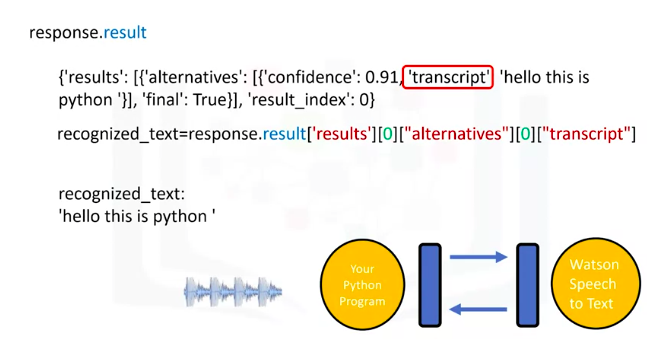 response.result
{'results': [{'alternatives': [{'confidence': 0.91, 'transcript' 'hello this is
python '}], 'final': True}], 'result_index': 0}
recognized_text=response.result['results'][0]["alternatives"][0]["transcript"]
recognized_text:
'hello this is python '
Your
Python
Program
Watson
Speech
to Text